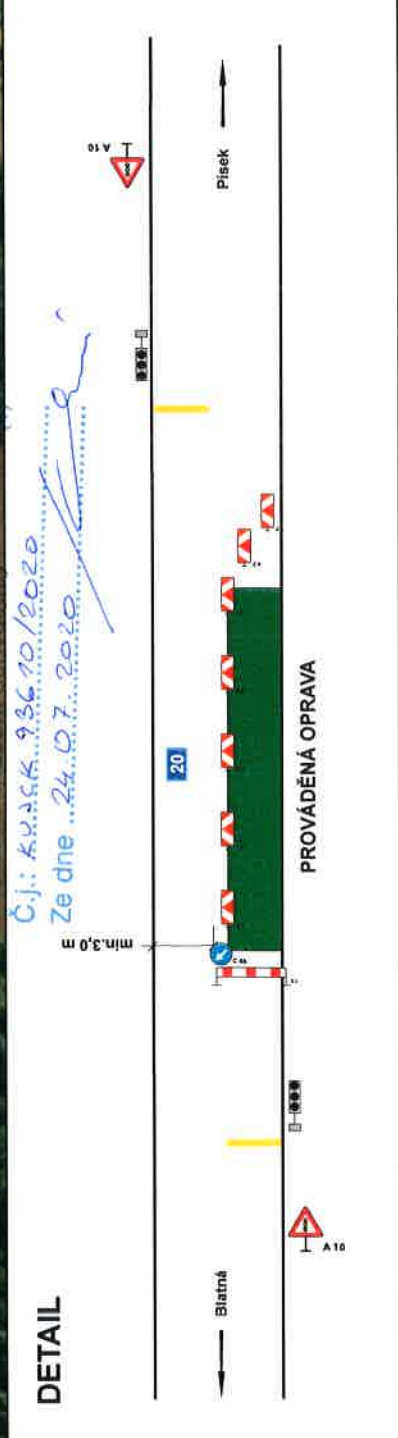 DETAIL
Č.j.: KUJCK 93610/2020
Ze dne 24.07.2020
A 10
min.3,0 m
20
Blatná
Písek
A 10
PROVÁDĚNÁ OPRAVA